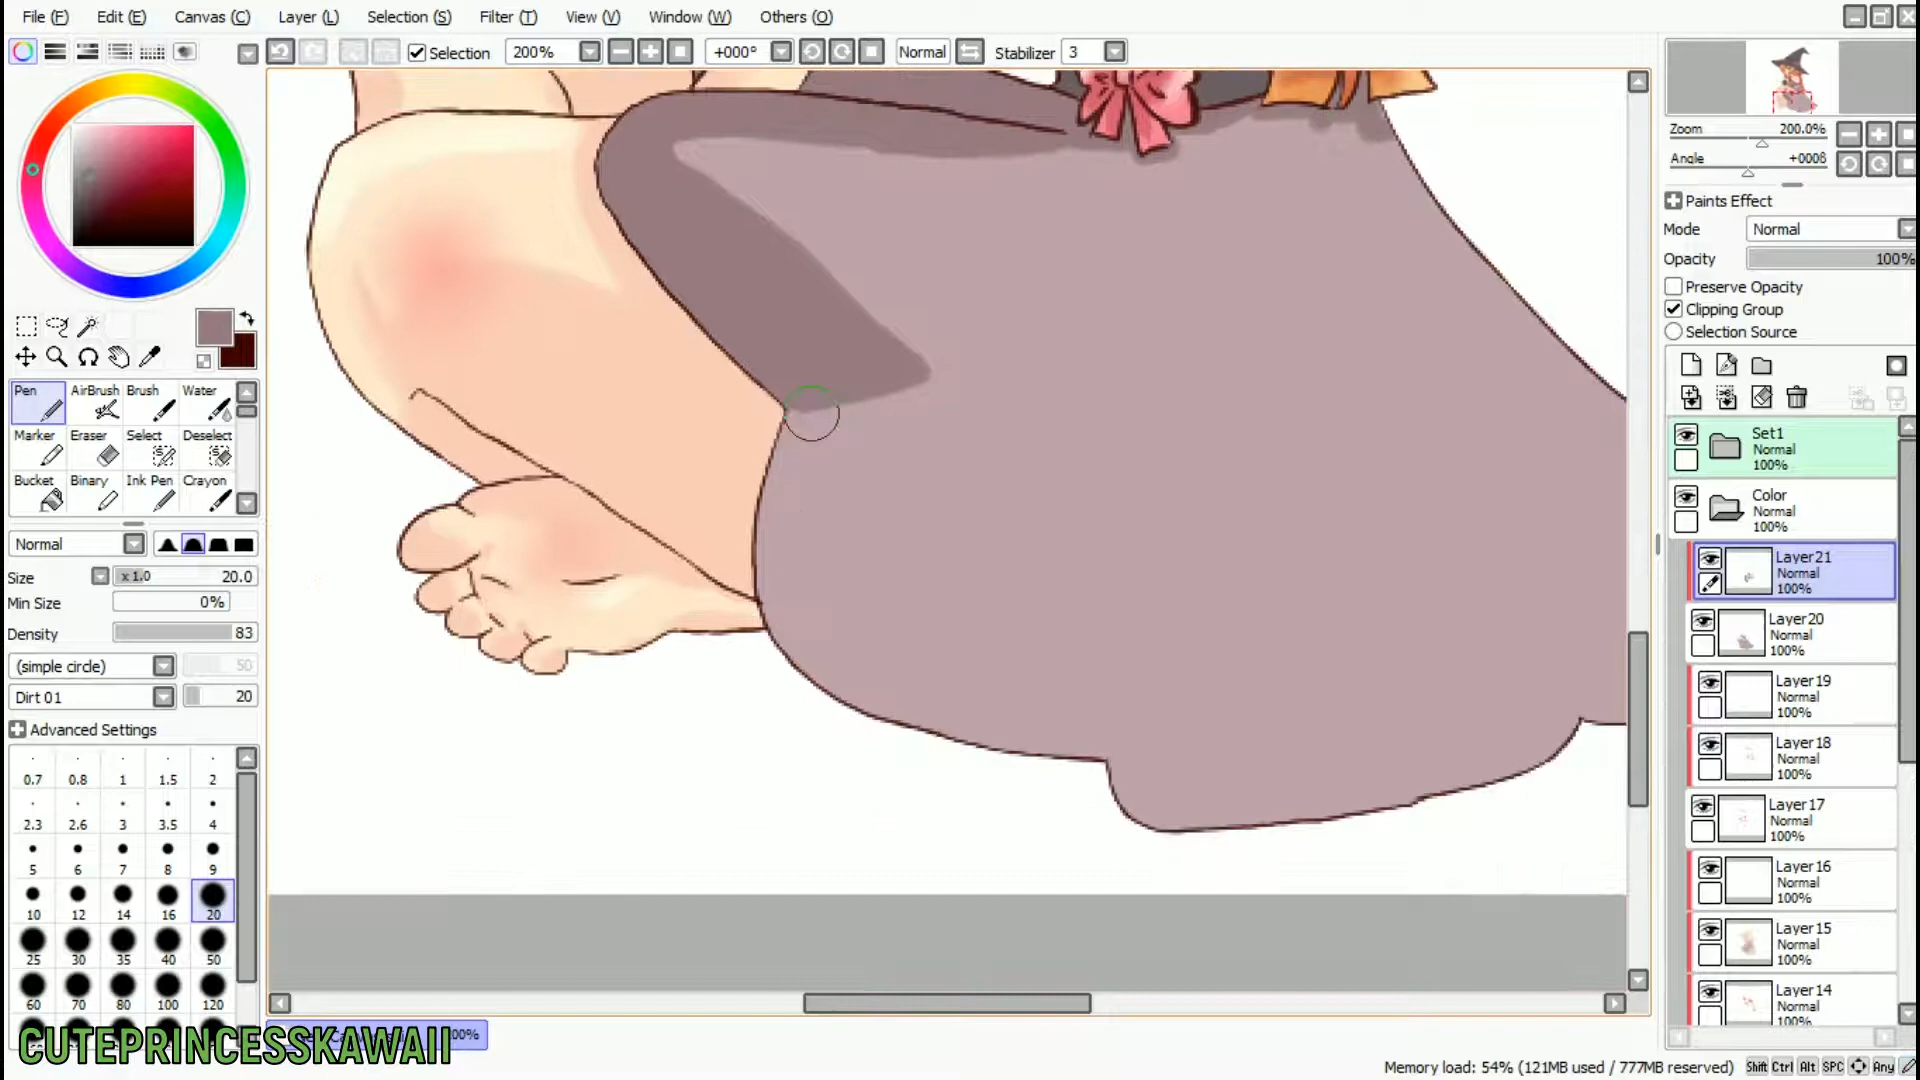 File (F) Edit (E) Canvas (C) Layer (L) Selection (S) Filter (T) View (V) Window (W) Others (O)
Selection 200% +000° Normal Stabilizer 3
Zoom 200.0%
Angle
Paints Effect
Mode Normal
Opacity 100%
Preserve Opacity
Clipping Group
Selection Source
Pen AirBrush Brush Water
Marker Eraser Select Deselect
Bucket Binary Ink Pen Crayon
Normal
Size x 1.0 20.0
Min Size 0%
Density 83
(simple circle) 50
Dirt 01 20
Advanced Settings
0.7 0.8 1 1.5 2
2.3 2.6 3 3.5 4
5 6 7 8 9
10 12 14 16 20
25 30 35 40 50
60 70 80 100 120
Set1
Normal
100%
Color
Normal
100%
Layer21
Normal
100%
Layer20
Normal
100%
Layer19
Normal
100%
Layer18
Normal
100%
Layer17
Normal
100%
Layer16
Normal
100%
Layer15
Normal
100%
Layer14
Normal
100%
CUTEPRINCESSKAWAII
Memory load: 54% (121MB used / 777MB reserved) Shift Ctrl Alt SPC Any